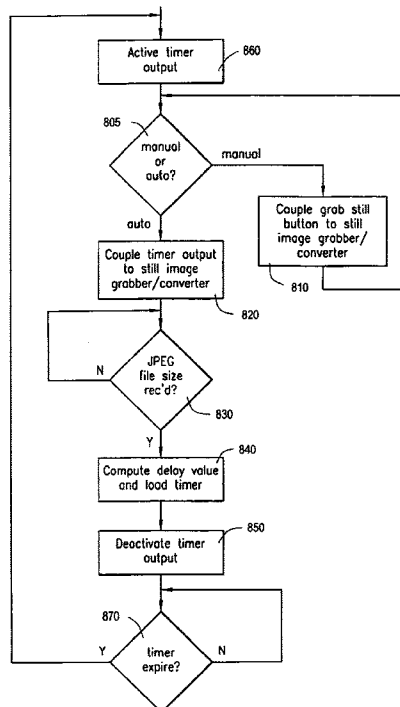 Active timer
output
860
805
manual
or
auto?
manual
auto
Couple grab still
button to still
image grabber/
converter
810
Couple timer output
to still image
grabber/converter
820
JPEG
file size
rec'd?
N
830
Y
840
Compute delay value
and load timer
850
Deactivate timer
output
870
timer
expire?
Y
N